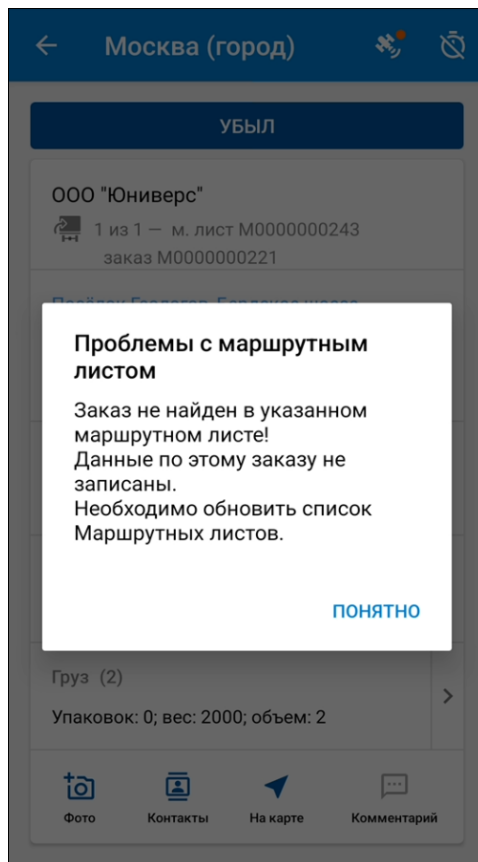 Москва (город)
УБЫЛ
ООО "Юниверс"
1 из 1 — м. лист М0000000243
заказ М0000000221
Проблемы с маршрутным
листом
Заказ не найден в указанном
маршрутном листе!
Данные по этому заказу не
записаны.
Необходимо обновить список
Маршрутных листов.
ПОНЯТНО
Груз (2)
Упаковок: 0; вес: 2000; объем: 2
Фото
Контакты
На карте
Комментарий